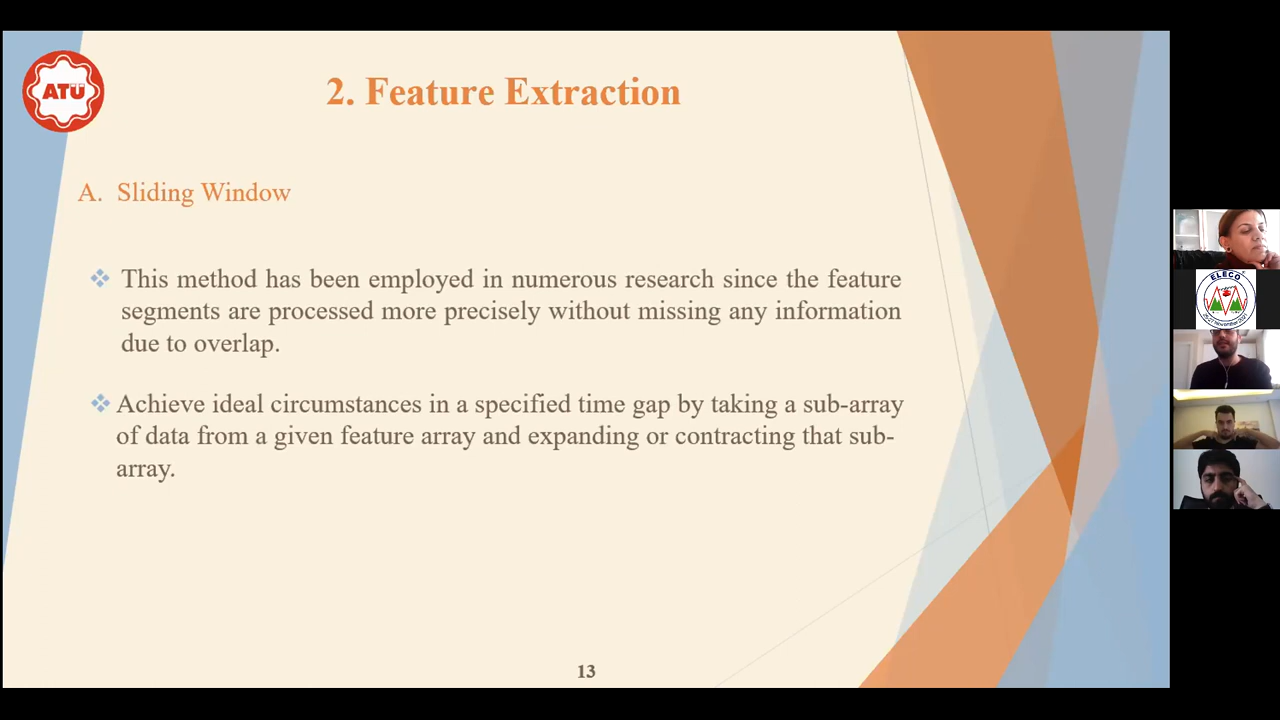 ATÜ
2. Feature Extraction
A. Sliding Window
This method has been employed in numerous research since the feature
segments are processed more precisely without missing any information
due to overlap.
Achieve ideal circumstances in a specified time gap by taking a sub-array
of data from a given feature array and expanding or contracting that sub-
array.
13
ELECO